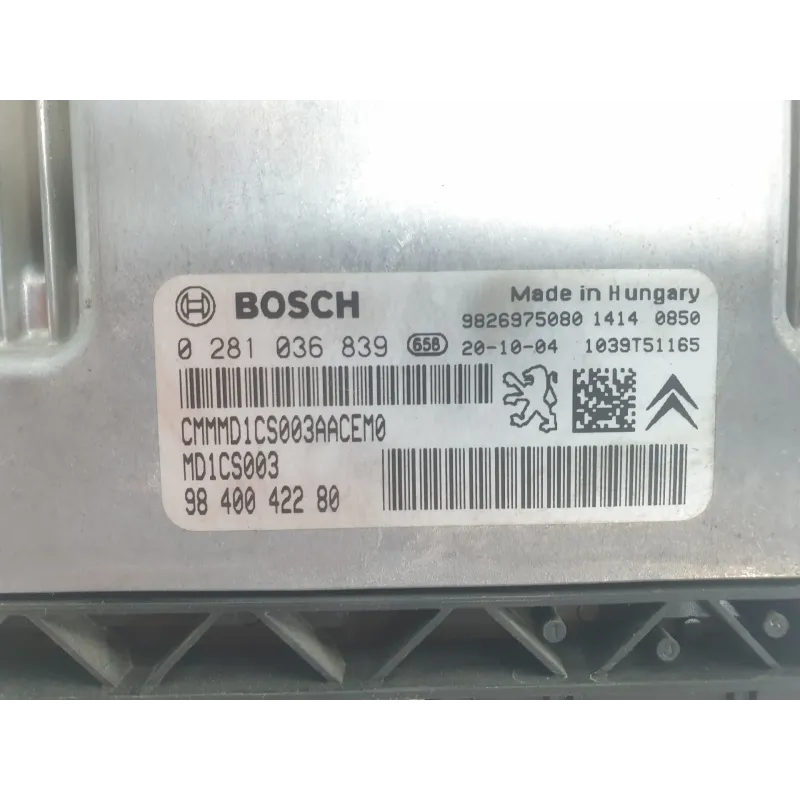 BOSCH
Made in Hungary
9826975080 1414 0850
0 281 036 839 658 20-10-04 1039T51165
CMMMD1CS003AACEM0
MD1CS003
98 400 422 80